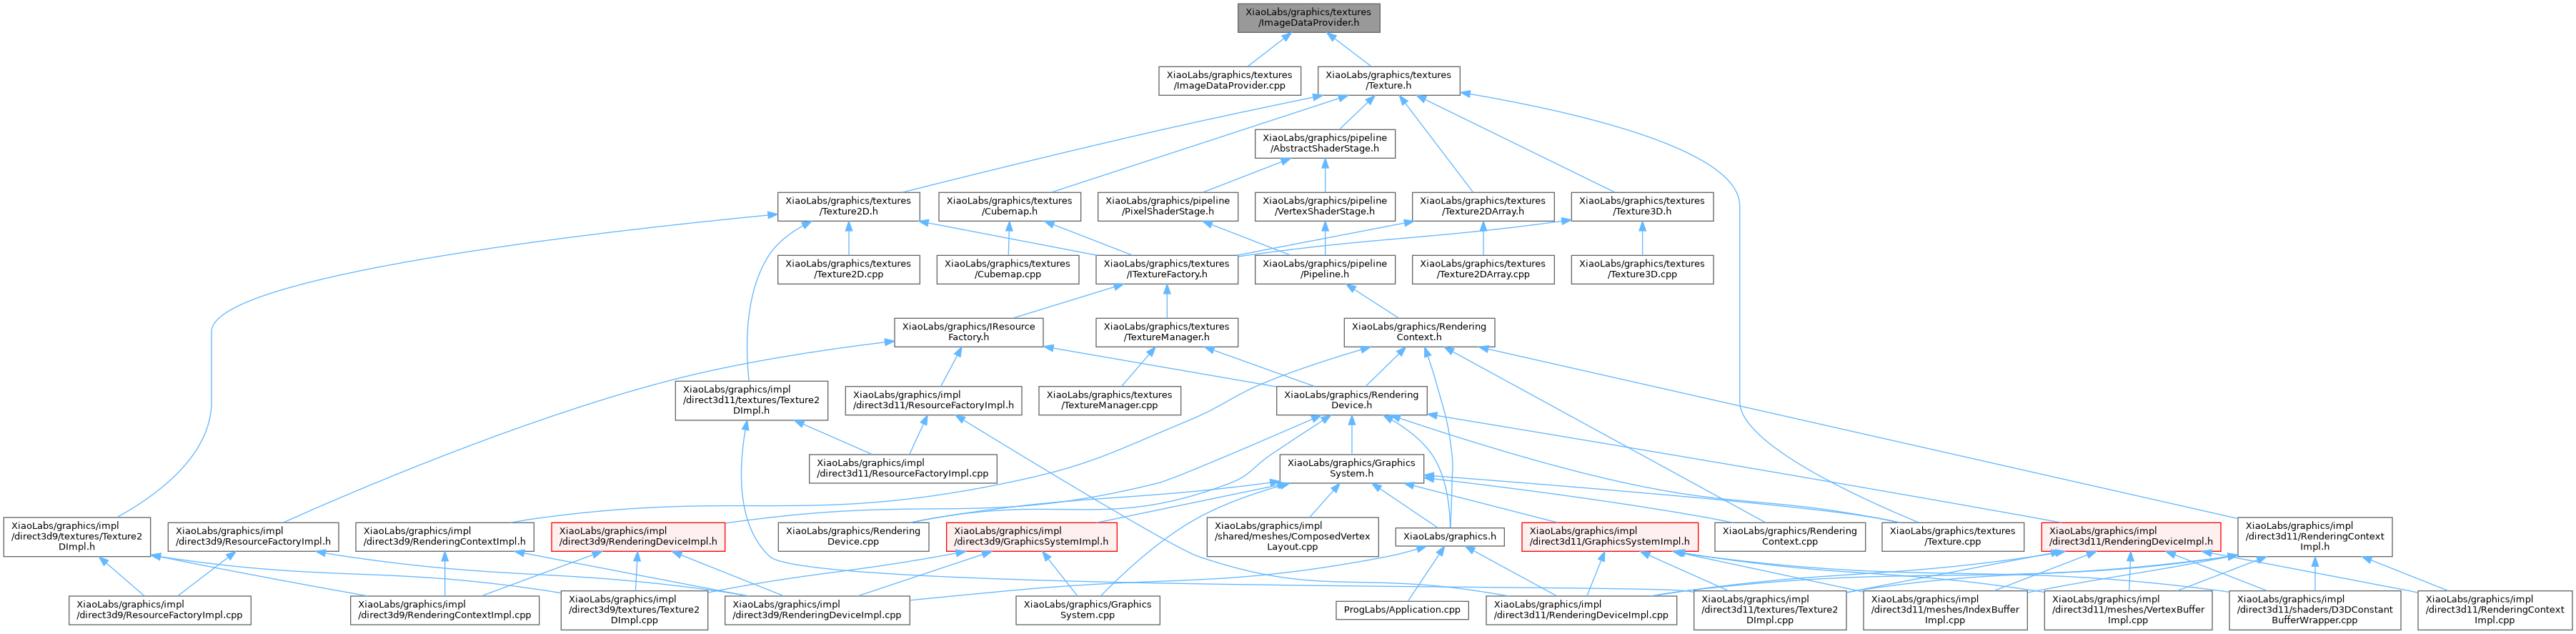 XiaoLabs/graphics/textures
/ImageDataProvider.h
XiaoLabs/graphics/textures
/ImageDataProvider.cpp
XiaoLabs/graphics/textures
/Texture.h
XiaoLabs/graphics/pipeline
/AbstractShaderStage.h
XiaoLabs/graphics/textures
/Texture2D.h
XiaoLabs/graphics/textures
/Cubemap.h
XiaoLabs/graphics/pipeline
/PixelShaderStage.h
XiaoLabs/graphics/pipeline
/VertexShaderStage.h
XiaoLabs/graphics/textures
/Texture2DArray.h
XiaoLabs/graphics/textures
/Texture3D.h
XiaoLabs/graphics/textures
/Texture2D.cpp
XiaoLabs/graphics/textures
/Cubemap.cpp
XiaoLabs/graphics/textures
/ITextureFactory.h
XiaoLabs/graphics/pipeline
/Pipeline.h
XiaoLabs/graphics/textures
/Texture2DArray.cpp
XiaoLabs/graphics/textures
/Texture3D.cpp
XiaoLabs/graphics/IResource
Factory.h
XiaoLabs/graphics/textures
/TextureManager.h
XiaoLabs/graphics/Rendering
Context.h
XiaoLabs/graphics/impl
/direct3d11/textures/Texture2
DImpl.h
XiaoLabs/graphics/impl
/direct3d11/ResourceFactoryImpl.h
XiaoLabs/graphics/textures
/TextureManager.cpp
XiaoLabs/graphics/Rendering
Device.h
XiaoLabs/graphics/impl
/direct3d11/ResourceFactoryImpl.cpp
XiaoLabs/graphics/Graphics
System.h
XiaoLabs/graphics/impl
/direct3d9/textures/Texture2
DImpl.h
XiaoLabs/graphics/impl
/direct3d9/ResourceFactoryImpl.h
XiaoLabs/graphics/impl
/direct3d9/RenderingContextImpl.h
XiaoLabs/graphics/impl
/direct3d9/RenderingDeviceImpl.h
XiaoLabs/graphics/Rendering
Device.cpp
XiaoLabs/graphics/impl
/direct3d9/GraphicsSystemImpl.h
XiaoLabs/graphics/impl
/shared/meshes/ComposedVertex
Layout.cpp
XiaoLabs/graphics.h
XiaoLabs/graphics/impl
/direct3d11/GraphicsSystemImpl.h
XiaoLabs/graphics/Rendering
Context.cpp
XiaoLabs/graphics/textures
/Texture.cpp
XiaoLabs/graphics/impl
/direct3d11/RenderingDeviceImpl.h
XiaoLabs/graphics/impl
/direct3d11/RenderingContext
Impl.h
XiaoLabs/graphics/impl
/direct3d9/ResourceFactoryImpl.cpp
XiaoLabs/graphics/impl
/direct3d9/RenderingContextImpl.cpp
XiaoLabs/graphics/impl
/direct3d9/textures/Texture2
DImpl.cpp
XiaoLabs/graphics/impl
/direct3d9/RenderingDeviceImpl.cpp
XiaoLabs/graphics/Graphics
System.cpp
ProgLabs/Application.cpp
XiaoLabs/graphics/impl
/direct3d11/RenderingDeviceImpl.cpp
XiaoLabs/graphics/impl
/direct3d11/textures/Texture2
DImpl.cpp
XiaoLabs/graphics/impl
/direct3d11/meshes/IndexBuffer
Impl.cpp
XiaoLabs/graphics/impl
/direct3d11/meshes/VertexBuffer
Impl.cpp
XiaoLabs/graphics/impl
/direct3d11/shaders/D3DConstant
BufferWrapper.cpp
XiaoLabs/graphics/impl
/direct3d11/RenderingContext
Impl.cpp